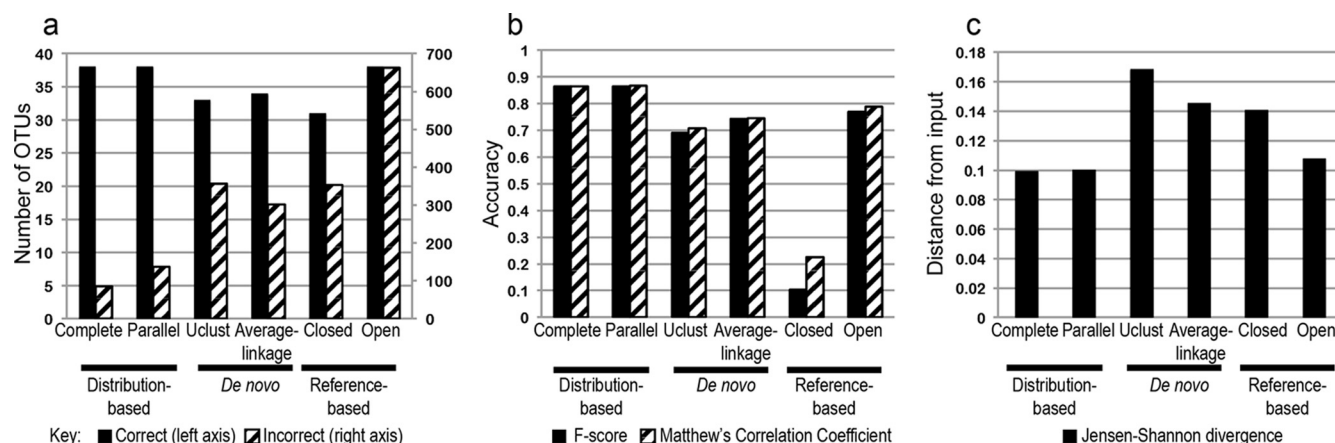 a
Number of OTUs
40
35
30
25
20
15
10
5
0
700
600
500
400
300
200
100
0
Complete Parallel Uclust Average- Closed Open
linkage
Distribution- De novo Reference-
based based
Key: Correct (left axis) Incorrect (right axis)
b
Accuracy
1
0.9
0.8
0.7
0.6
0.5
0.4
0.3
0.2
0.1
0
Complete Parallel Uclust Average- Closed Open
linkage
Distribution- De novo Reference-
based based
F-score Matthew's Correlation Coefficient
c
Distance from input
0.18
0.16
0.14
0.12
0.1
0.08
0.06
0.04
0.02
0
Complete Parallel Uclust Average- Closed Open
linkage
Distribution- De novo Reference-
based based
Jensen-Shannon divergence